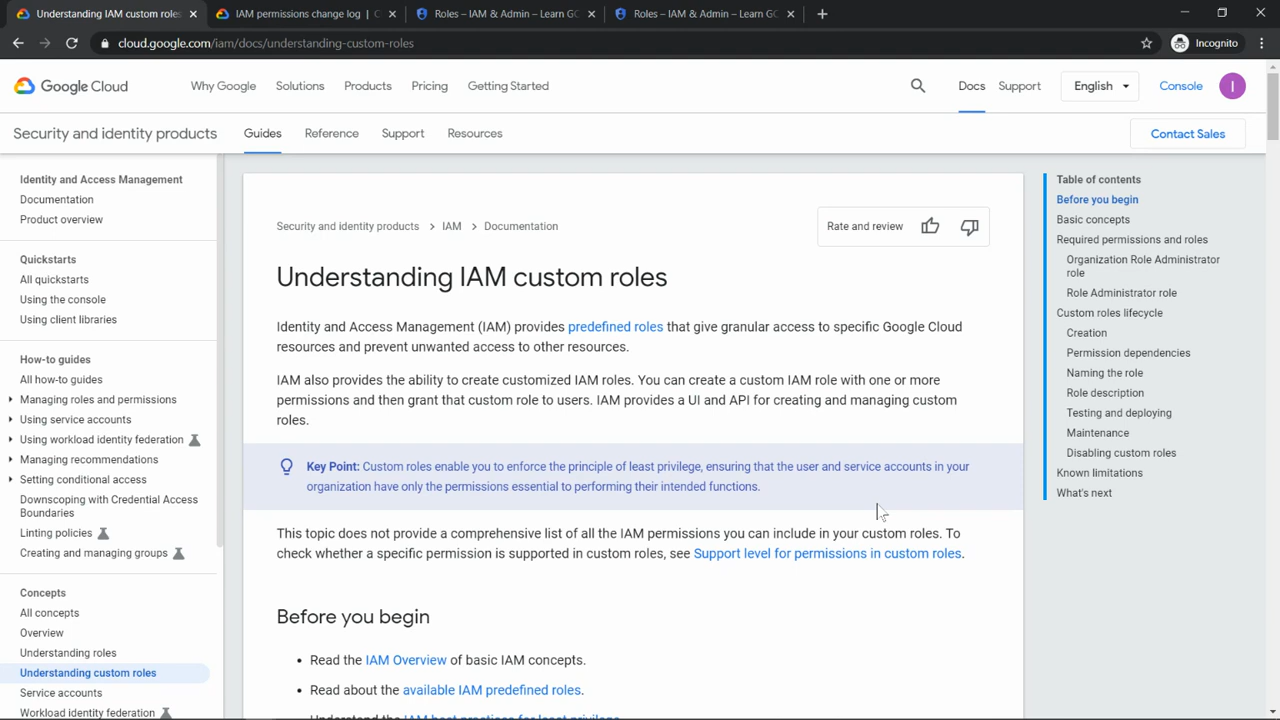 Understanding IAM custom roles
IAM permissions change log | C
Roles – IAM & Admin – Learn GC
Roles – IAM & Admin – Learn GC
cloud.google.com/iam/docs/understanding-custom-roles
Incognito
Google Cloud
Why Google
Solutions
Products
Pricing
Getting Started
Docs
Support
English
Console
I
Security and identity products
Guides
Reference
Support
Resources
Contact Sales
Identity and Access Management
Documentation
Product overview
Quickstarts
All quickstarts
Using the console
Using client libraries
How-to guides
All how-to guides
Managing roles and permissions
Using service accounts
Using workload identity federation
Managing recommendations
Setting conditional access
Downscoping with Credential Access
Boundaries
Linting policies
Creating and managing groups
Concepts
All concepts
Overview
Understanding roles
Understanding custom roles
Service accounts
Workload identity federation
Security and identity products > IAM > Documentation
Rate and review
Understanding IAM custom roles
Identity and Access Management (IAM) provides predefined roles that give granular access to specific Google Cloud
resources and prevent unwanted access to other resources.
IAM also provides the ability to create customized IAM roles. You can create a custom IAM role with one or more
permissions and then grant that custom role to users. IAM provides a UI and API for creating and managing custom
roles.
Key Point: Custom roles enable you to enforce the principle of least privilege, ensuring that the user and service accounts in your
organization have only the permissions essential to performing their intended functions.
This topic does not provide a comprehensive list of all the IAM permissions you can include in your custom roles. To
check whether a specific permission is supported in custom roles, see Support level for permissions in custom roles.
Before you begin
• Read the IAM Overview of basic IAM concepts.
• Read about the available IAM predefined roles.
Understand the IAM best practices for least privilege
Table of contents
Before you begin
Basic concepts
Required permissions and roles
Organization Role Administrator
role
Role Administrator role
Custom roles lifecycle
Creation
Permission dependencies
Naming the role
Role description
Testing and deploying
Maintenance
Disabling custom roles
Known limitations
What's next